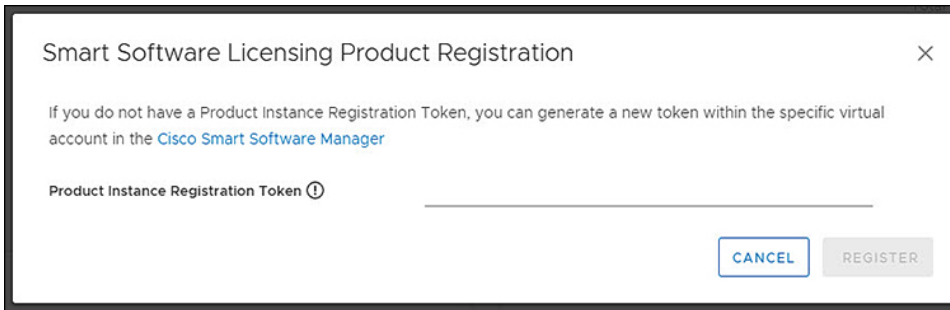 Smart Software Licensing Product Registration
If you do not have a Product Instance Registration Token, you can generate a new token within the specific virtual
account in the Cisco Smart Software Manager
Product Instance Registration Token
CANCEL REGISTER